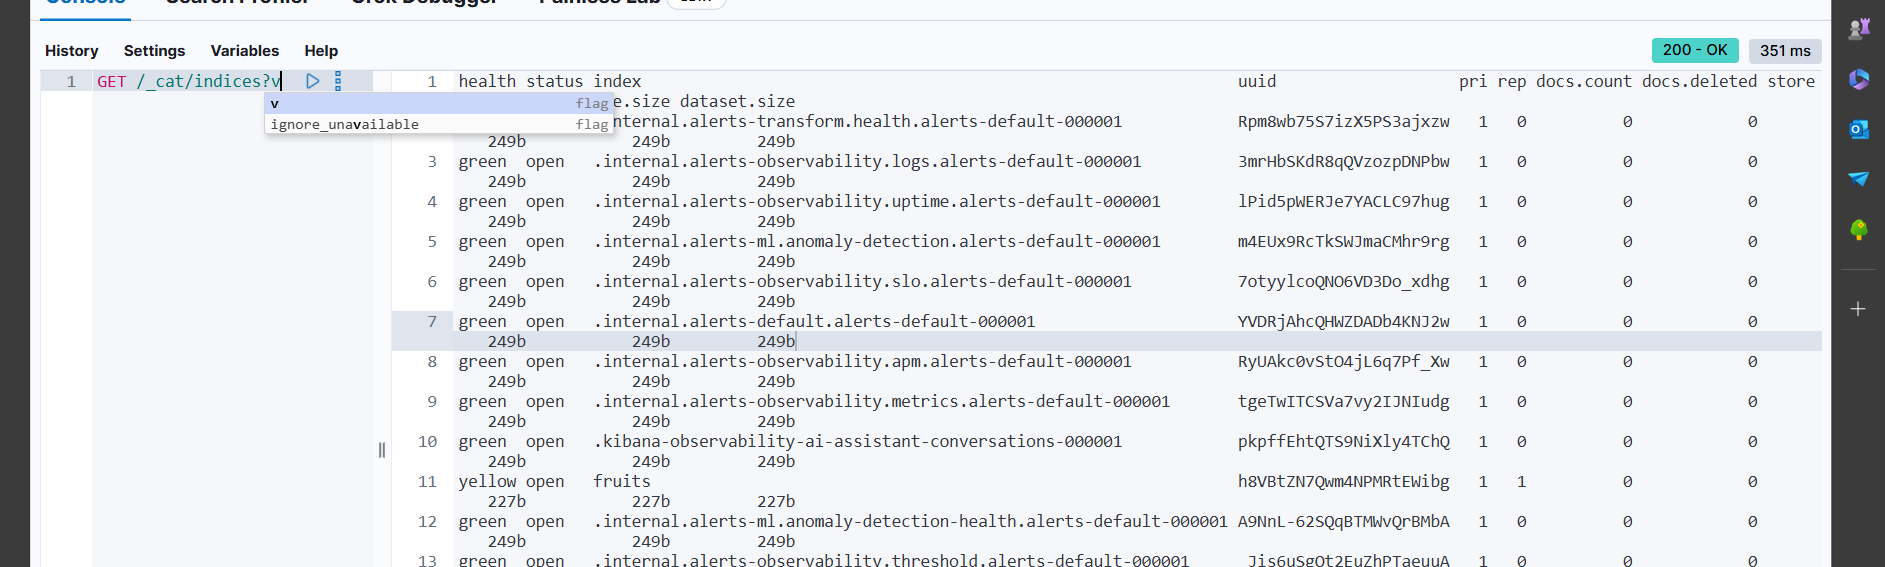 Console Search Profiler Grok Debugger Painless Lab
History Settings Variables Help 200 - OK 351 ms
1 GET /_cat/indices?v
v flag
ignore_unavailable flag
1 health status index uuid pri rep docs.count docs.deleted store
e.size dataset.size
internal.alerts-transform.health.alerts-default-000001 Rpm8wb75S7izX5PS3ajxzw 1 0 0 0
249b 249b 249b
3 green open .internal.alerts-observability.logs.alerts-default-000001 3mrHbSKdR8qQVzozpDNPbw 1 0 0 0
249b 249b 249b
4 green open .internal.alerts-observability.uptime.alerts-default-000001 lPid5pWERJe7YACLC97hug 1 0 0 0
249b 249b 249b
5 green open .internal.alerts-ml.anomaly-detection.alerts-default-000001 m4EUx9RcTkSWJmaCMhr9rg 1 0 0 0
249b 249b 249b
6 green open .internal.alerts-observability.slo.alerts-default-000001 7otyylcoQNO6VD3Do_xdhg 1 0 0 0
249b 249b 249b
7 green open .internal.alerts-default.alerts-default-000001 YVDRjAhcQHWZDADb4KNJ2w 1 0 0 0
249b 249b 249b
8 green open .internal.alerts-observability.apm.alerts-default-000001 RyUAkc0vStO4jL6q7Pf_Xw 1 0 0 0
249b 249b 249b
9 green open .internal.alerts-observability.metrics.alerts-default-000001 tgeTwITCSVa7vy2IJNIudg 1 0 0 0
249b 249b 249b
10 green open .kibana-observability-ai-assistant-conversations-000001 pkpffEhtQTS9NiXly4TChQ 1 0 0 0
249b 249b 249b
11 yellow open fruits h8VBtZN7Qwm4NPMRtEWibg 1 1 0 0
227b 227b 227b
12 green open .internal.alerts-ml.anomaly-detection-health.alerts-default-000001 A9NnL-62SQqBTMWvQrBMbA 1 0 0 0
249b 249b 249b
13 green open .internal.alerts-observability.threshold.alerts-default-000001 Jis6uSgOt2EuZhPTaeuuA 1 0 0 0